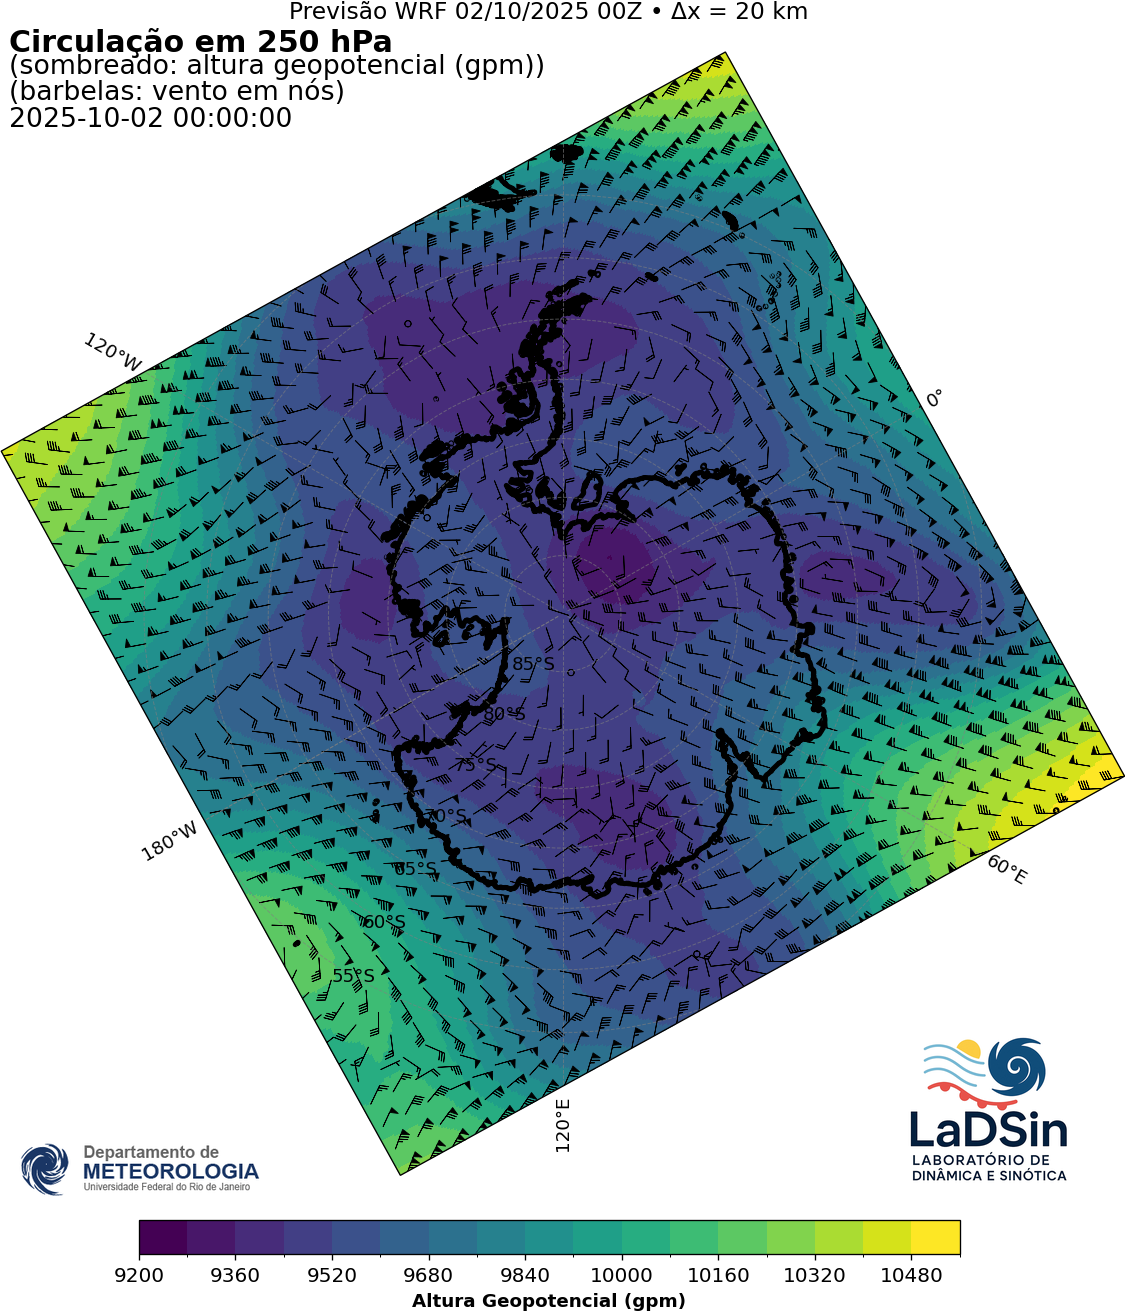 Previsão WRF 02/10/2025 00Z • Δx = 20 km
Circulação em 250 hPa
(sombreado: altura geopotencial (gpm))
(barbelas: vento em nós)
2025-10-02 00:00:00
120°W
0°
85°S
80°S
75°S
70°S
180°W
65°S
60°E
60°S
55°S
120°E
LaDSin
LABORATÓRIO DE
DINÂMICA E SINÓTICA
Departamento de
METEOROLOGIA
Universidade Federal do Rio de Janeiro
9200 9360 9520 9680 9840 10000 10160 10320 10480
Altura Geopotencial (gpm)